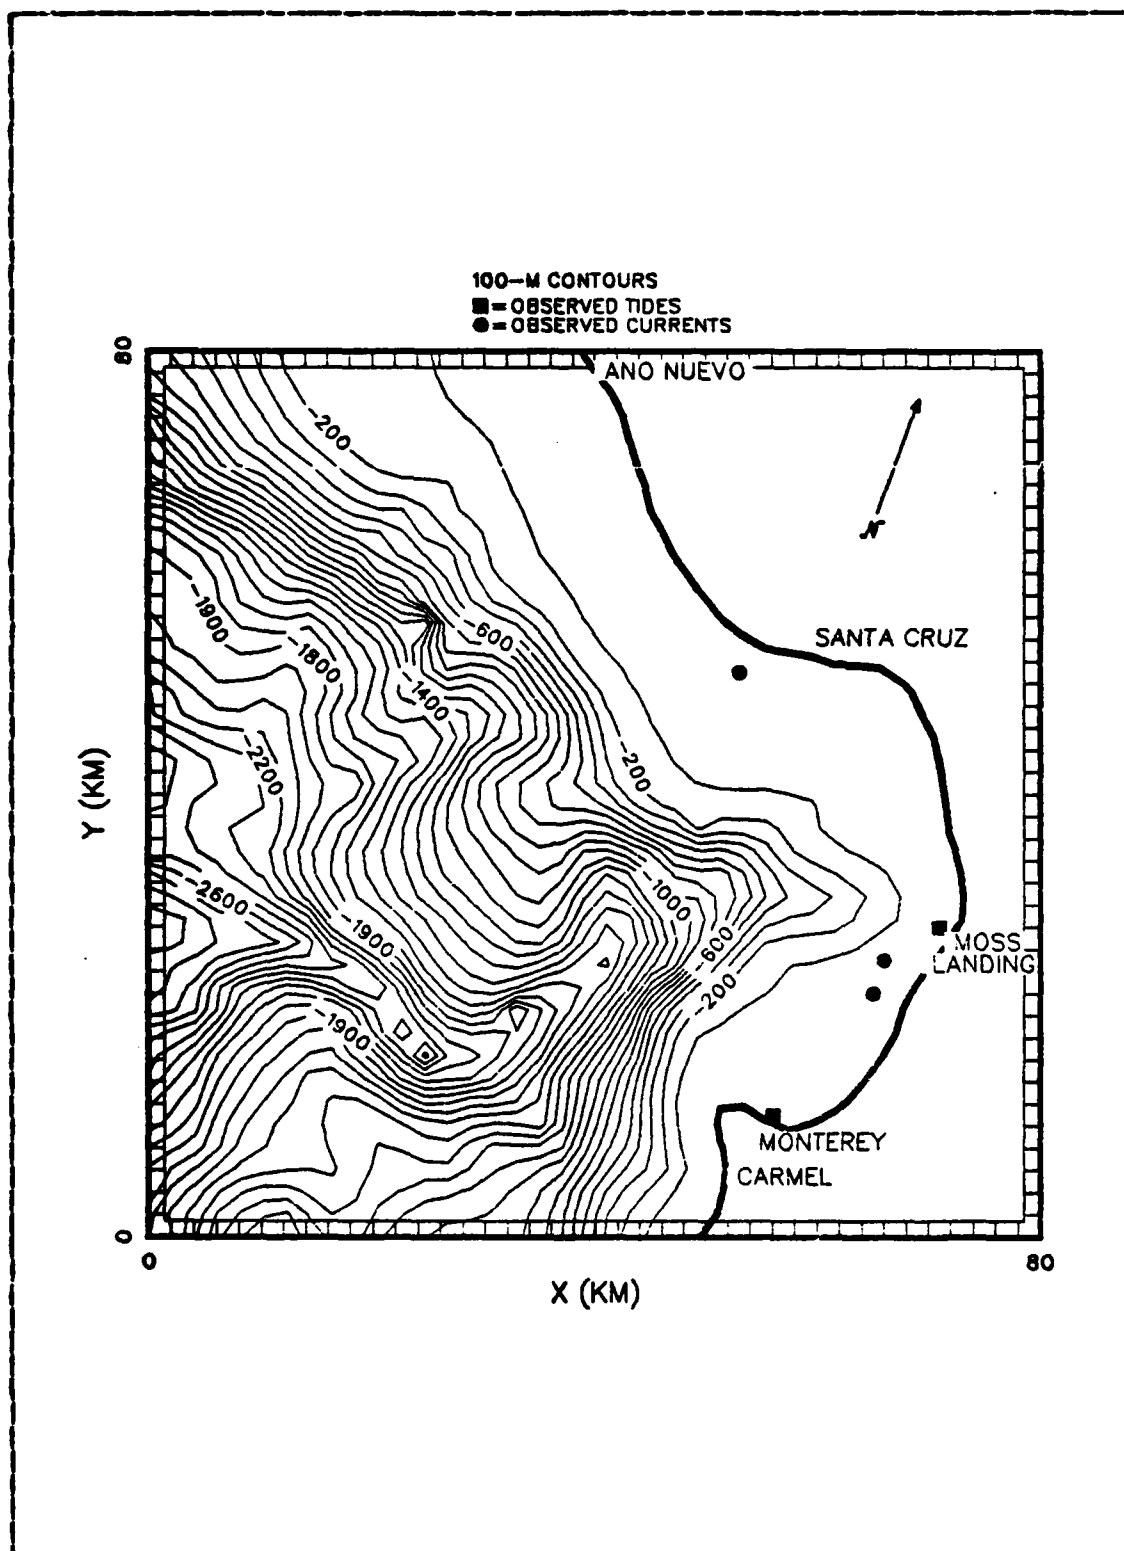 100-M CONTOURS
■ = OBSERVED TIDES
● = OBSERVED CURRENTS
80
ANO NUEVO
-200
N
-1900
-600
SANTA CRUZ
-1800
-1400
-200
-2200
Y (KM)
-2600
-1000
-1900
-600
MOSS
LANDING
-200
-1900
MONTEREY
CARMEL
0
0
80
X (KM)